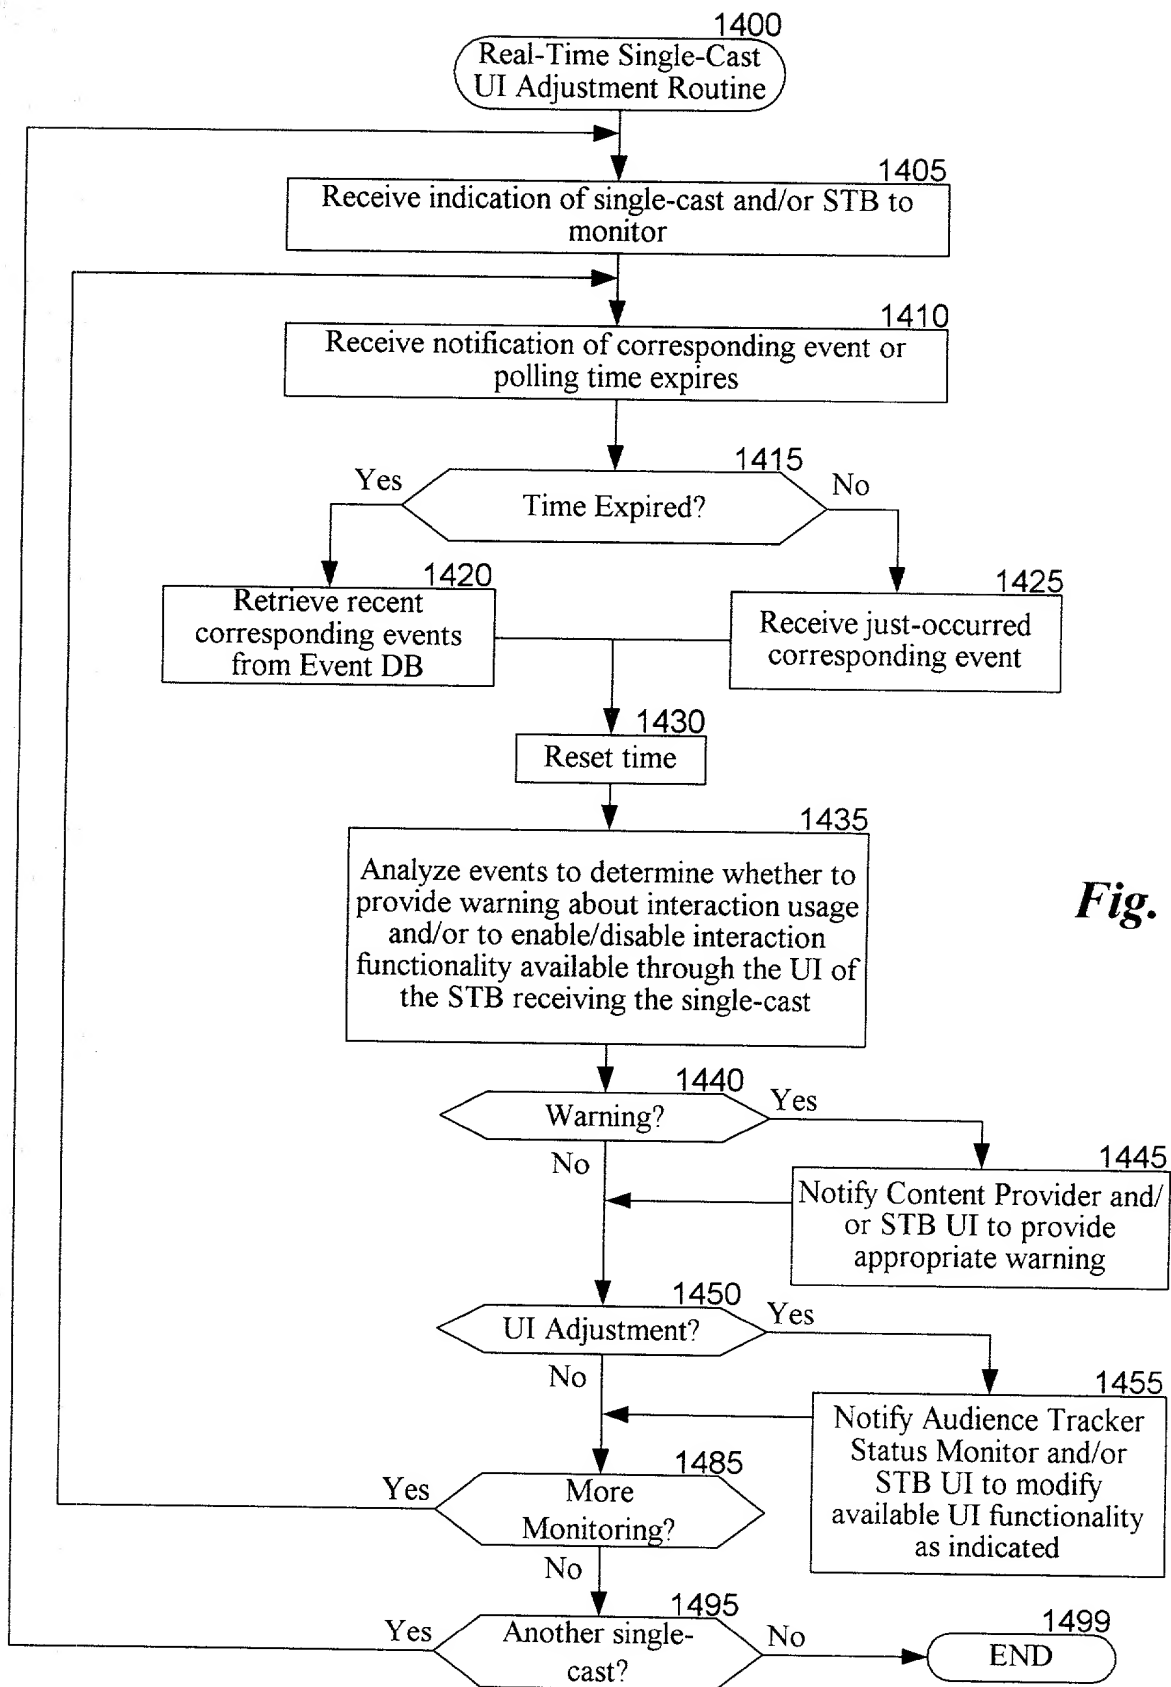 1400
Real-Time Single-Cast
UI Adjustment Routine
1405
Receive indication of single-cast and/or STB to
monitor
1410
Receive notification of corresponding event or
polling time expires
1415
Yes
Time Expired?
No
1420
Retrieve recent
corresponding events
from Event DB
1425
Receive just-occurred
corresponding event
1430
Reset time
1435
Analyze events to determine whether to
provide warning about interaction usage
and/or to enable/disable interaction
functionality available through the UI of
the STB receiving the single-cast
Fig.
1440
Warning?
Yes
No
1445
Notify Content Provider and/
or STB UI to provide
appropriate warning
1450
UI Adjustment?
Yes
No
1455
Notify Audience Tracker
Status Monitor and/or
STB UI to modify
available UI functionality
as indicated
1485
Yes
More
Monitoring?
No
1495
Yes
Another single-
cast?
No
1499
END